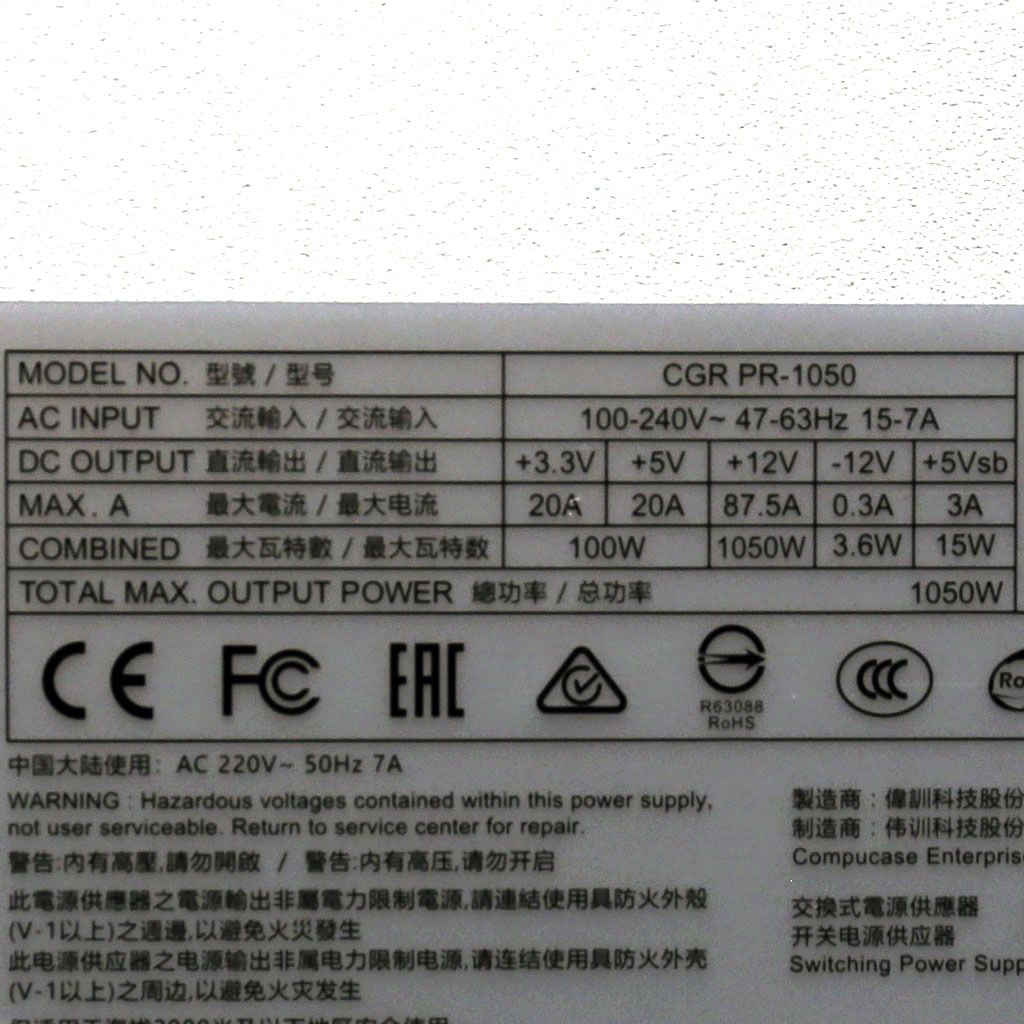 MODEL NO. 型號 / 型号 CGR PR-1050
AC INPUT 交流輸入 / 交流输入 100-240V~ 47-63Hz 15-7A
DC OUTPUT 直流輸出 / 直流输出 +3.3V +5V +12V -12V +5Vsb
MAX. A 最大電流 / 最大电流 20A 20A 87.5A 0.3A 3A
COMBINED 最大瓦特數 / 最大瓦特数 100W 1050W 3.6W 15W
TOTAL MAX. OUTPUT POWER 總功率 / 总功率 1050W
CE FC EAC CCC Ro
R63088
RoHS
中国大陆使用: AC 220V~ 50Hz 7A
WARNING : Hazardous voltages contained within this power supply,
not user serviceable. Return to service center for repair.
警告:内有高壓,請勿開啟 / 警告:内有高压,请勿开启
此電源供應器之電源輸出非屬電力限制電源,請連結使用具防火外殼
(V-1以上)之週邊,以避免火災發生
此电源供应器之电源输出非属电力限制电源,请连结使用具防火外壳
(V-1以上)之周边,以避免火灾发生
製造商 : 偉訓科技股份
制造商 : 伟训科技股份
Compucase Enterprise
交換式電源供應器
开关电源供应器
Switching Power Supp